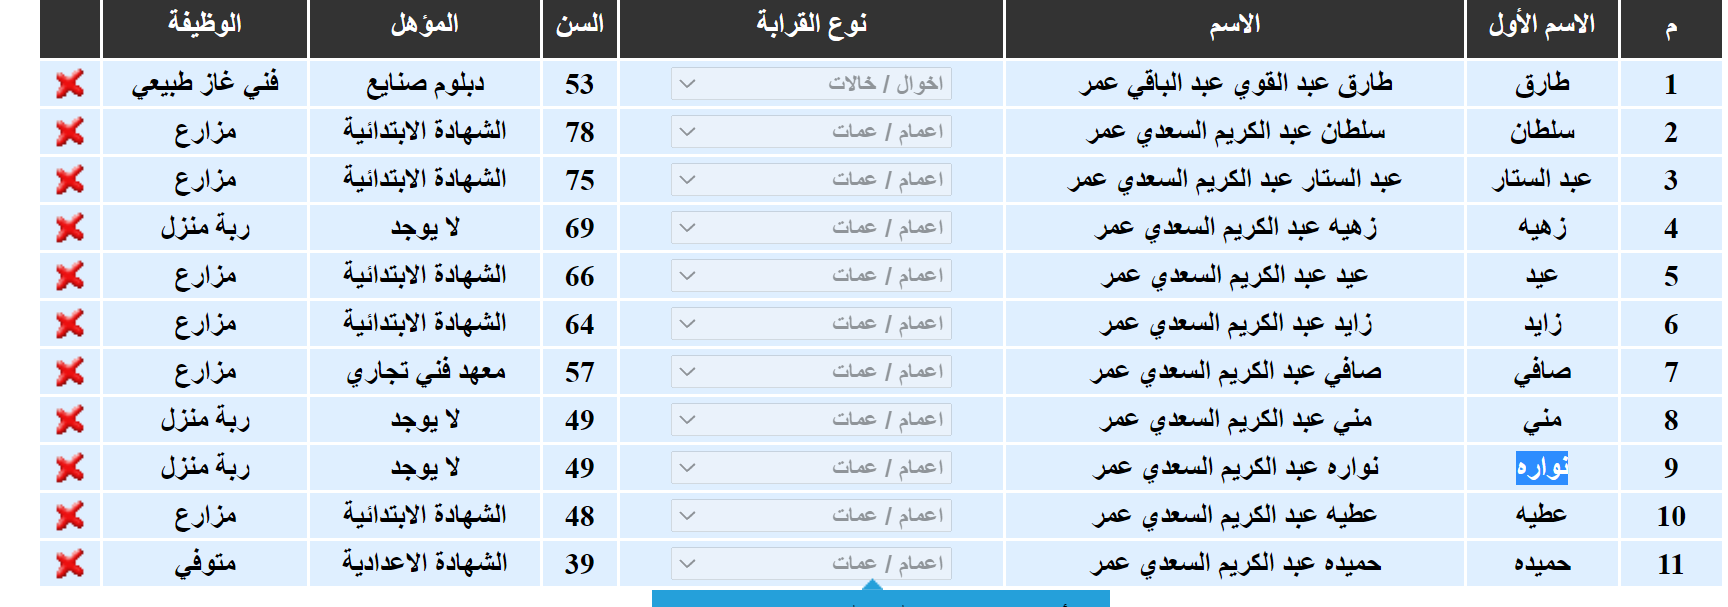 م الاسم الأول الاسم نوع القرابة السن المؤهل الوظيفة
1 طارق طارق عبد القوي عبد الباقي عمر اخوال / خالات 53 دبلوم صنايع فني غاز طبيعي
2 سلطان سلطان عبد الكريم السعدي عمر اعمام / عمات 78 الشهادة الابتدائية مزارع
3 عبد الستار عبد الستار عبد الكريم السعدي عمر اعمام / عمات 75 الشهادة الابتدائية مزارع
4 زهيه زهيه عبد الكريم السعدي عمر اعمام / عمات 69 لا يوجد ربة منزل
5 عيد عيد عبد الكريم السعدي عمر اعمام / عمات 66 الشهادة الابتدائية مزارع
6 زايد زايد عبد الكريم السعدي عمر اعمام / عمات 64 الشهادة الابتدائية مزارع
7 صافي صافي عبد الكريم السعدي عمر اعمام / عمات 57 معهد فني تجاري مزارع
8 مني مني عبد الكريم السعدي عمر اعمام / عمات 49 لا يوجد ربة منزل
9 نواره نواره عبد الكريم السعدي عمر اعمام / عمات 49 لا يوجد ربة منزل
10 عطيه عطيه عبد الكريم السعدي عمر اعمام / عمات 48 الشهادة الابتدائية مزارع
11 حميده حميده عبد الكريم السعدي عمر اعمام / عمات 39 الشهادة الاعدادية متوفي